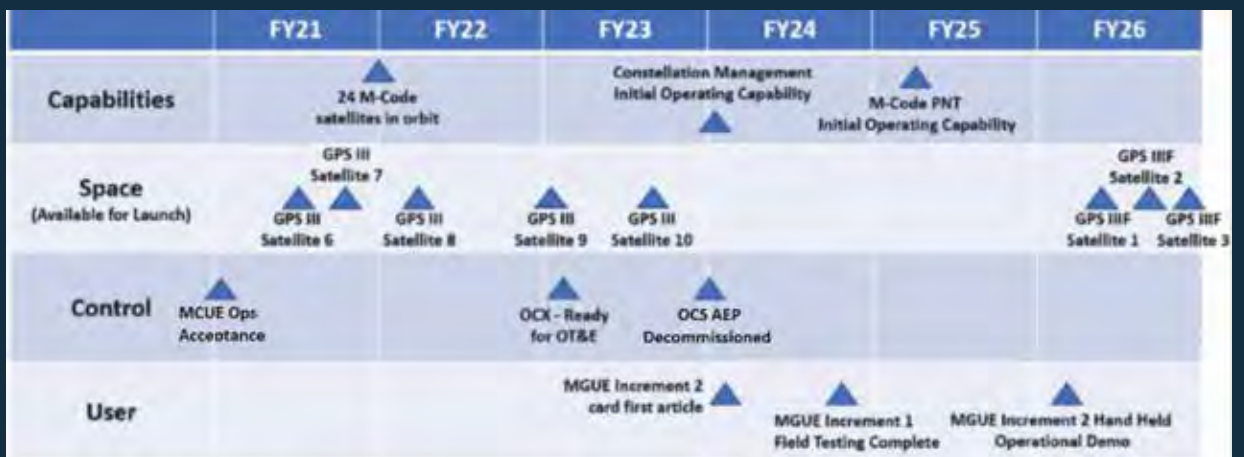 FY21 FY22 FY23 FY24 FY25 FY26
Capabilities
24 M-Code
satellites in orbit
Constellation Management
Initial Operating Capability
M-Code PNT
Initial Operating Capability
Space
(Available for Launch)
GPS III
Satellite 6
GPS III
Satellite 7
GPS III
Satellite 8
GPS III
Satellite 9
GPS III
Satellite 10
GPS IIIF
Satellite 1
GPS IIIF
Satellite 2
GPS IIIF
Satellite 3
Control
MCUE Ops
Acceptance
OCX - Ready
for OT&E
OCS AEP
Decommissioned
User
MGUE Increment 2
card first article
MGUE Increment 1
Field Testing Complete
MGUE Increment 2 Hand Held
Operational Demo